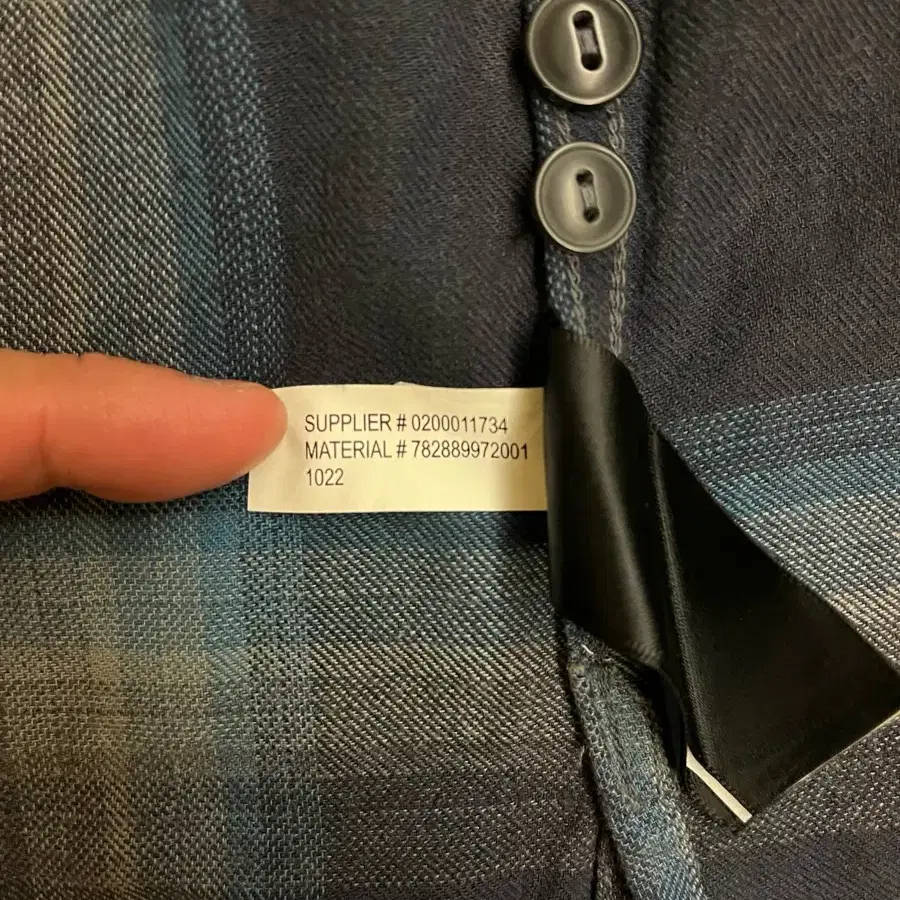 SUPPLIER # 0200011734
MATERIAL # 782889972001
1022